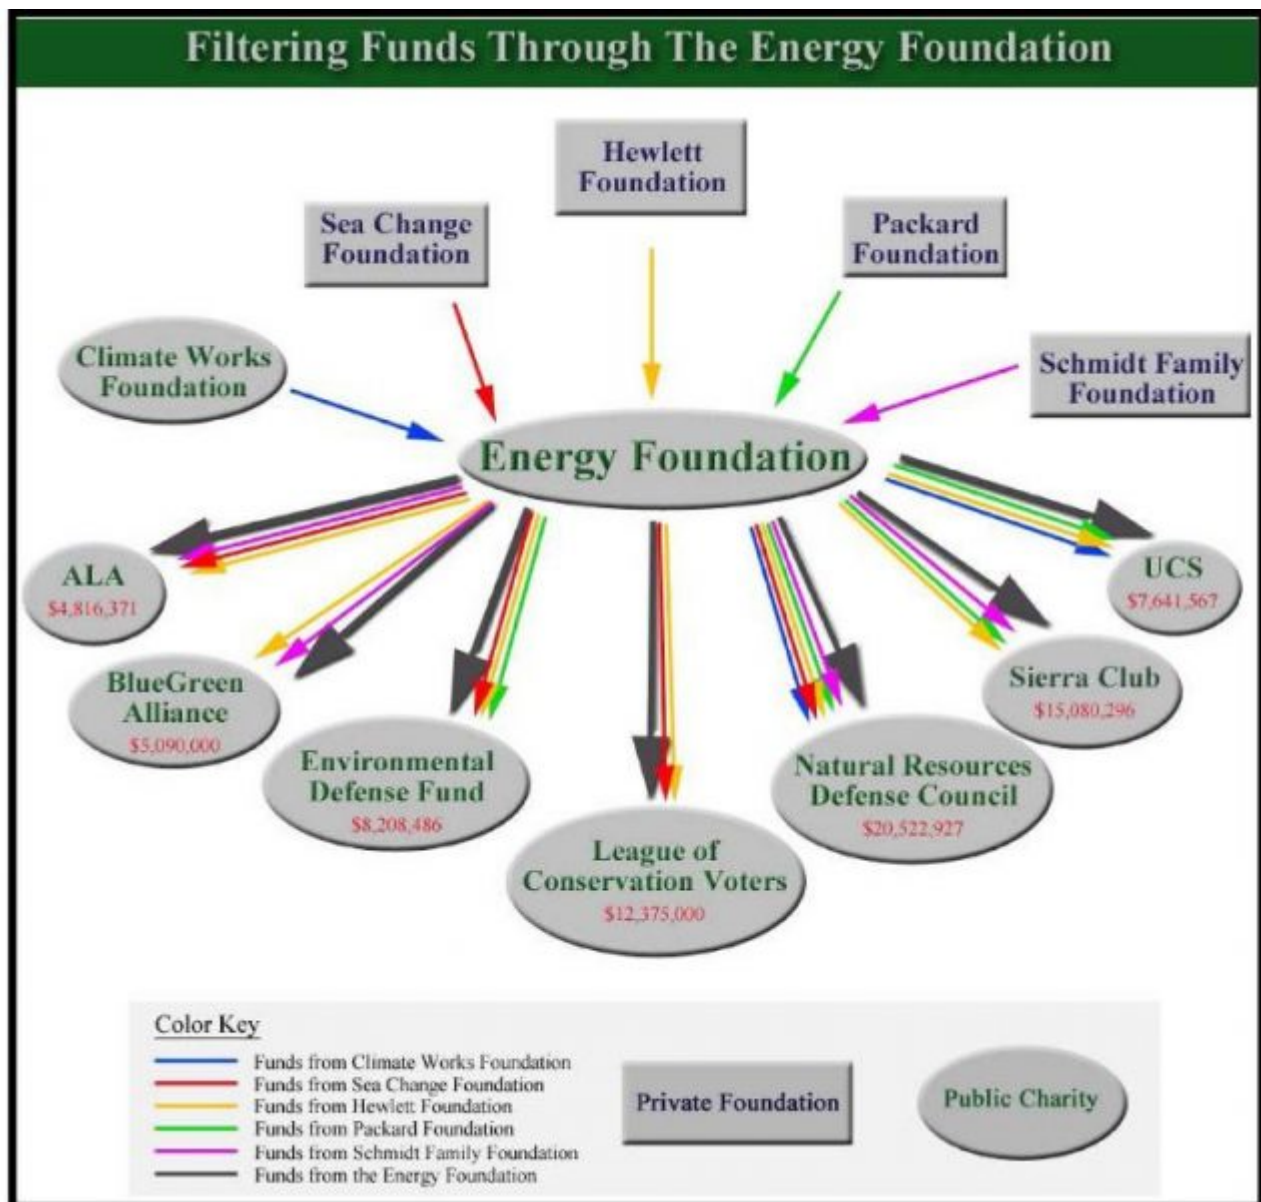 Filtering Funds Through The Energy Foundation
Hewlett
Foundation
Sea Change
Foundation
Packard
Foundation
Climate Works
Foundation
Schmidt Family
Foundation
Energy Foundation
ALA
$4,816,371
UCS
$7,641,567
BlueGreen
Alliance
$5,090,000
Sierra Club
$15,080,296
Environmental
Defense Fund
$8,208,486
Natural Resources
Defense Council
$20,522,927
League of
Conservation Voters
$12,375,000
Color Key
Funds from Climate Works Foundation
Funds from Sea Change Foundation
Funds from Hewlett Foundation
Funds from Packard Foundation
Funds from Schmidt Family Foundation
Funds from the Energy Foundation
Private Foundation
Public Charity